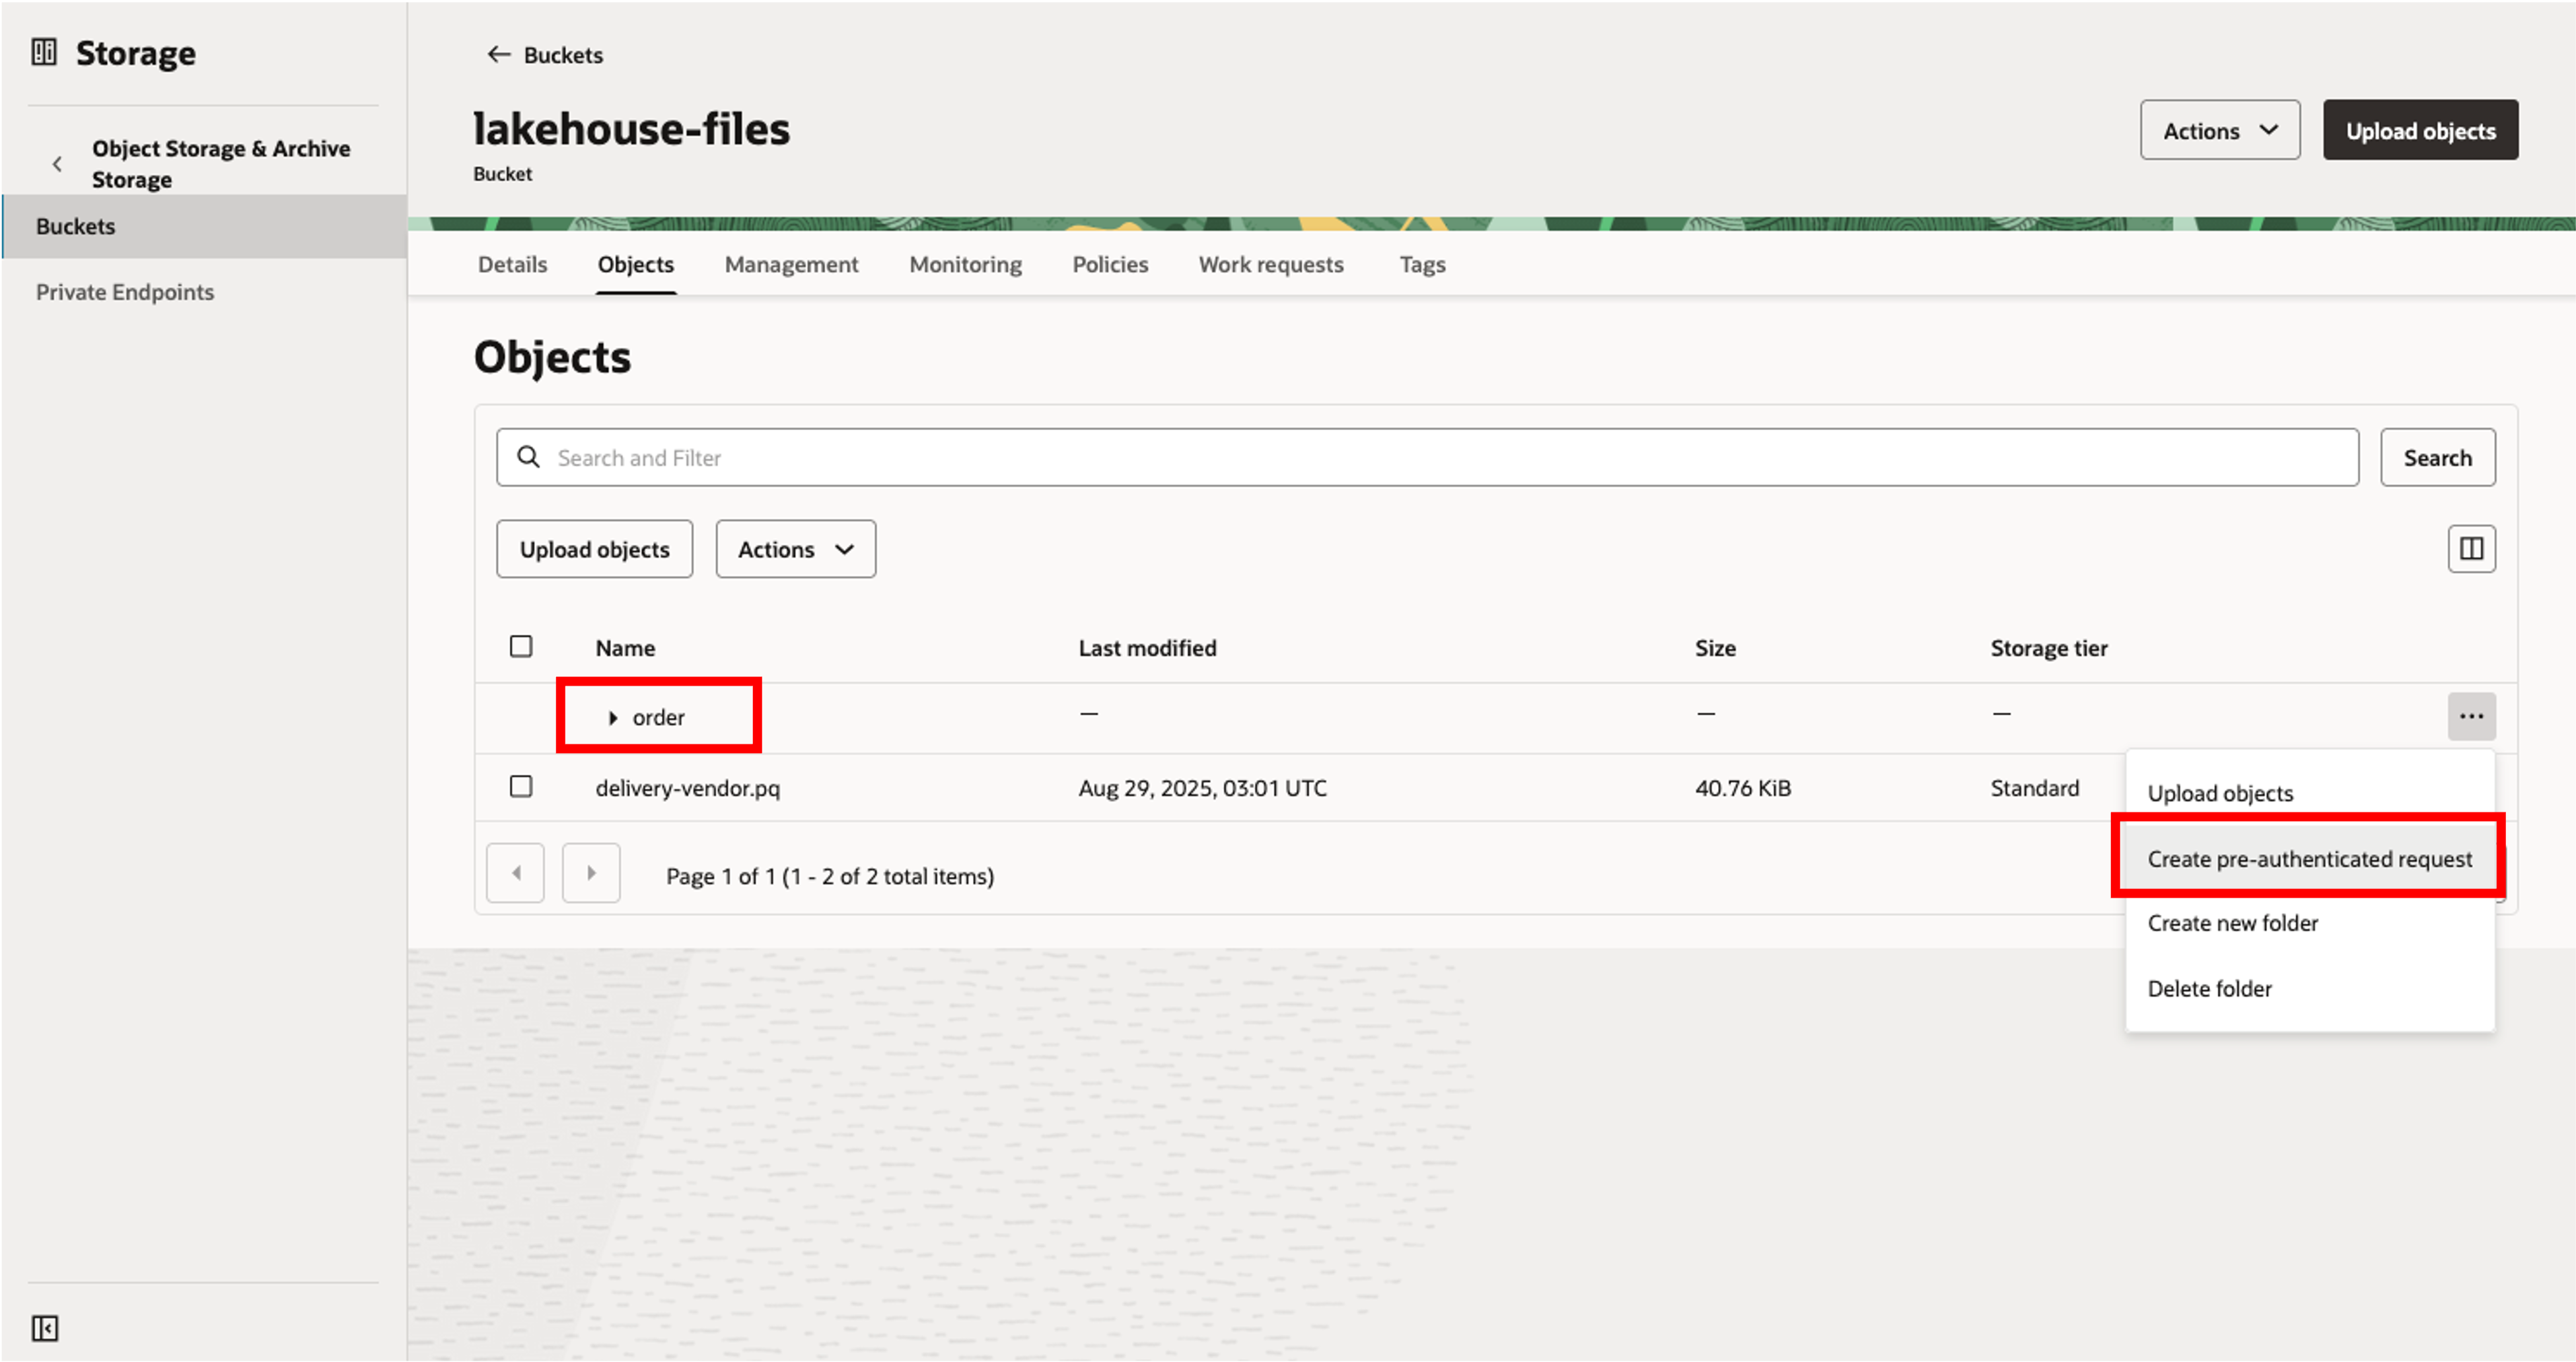 Storage
Object Storage & Archive
Storage
Buckets
Private Endpoints
Buckets
lakehouse-files
Bucket
Actions
Upload objects
Details
Objects
Management
Monitoring
Policies
Work requests
Tags
Objects
Search and Filter
Search
Upload objects
Actions
Name
Last modified
Size
Storage tier
order
—
—
—
delivery-vendor.pq
Aug 29, 2025, 03:01 UTC
40.76 KiB
Standard
Upload objects
Create pre-authenticated request
Create new folder
Delete folder
Page 1 of 1 (1 - 2 of 2 total items)